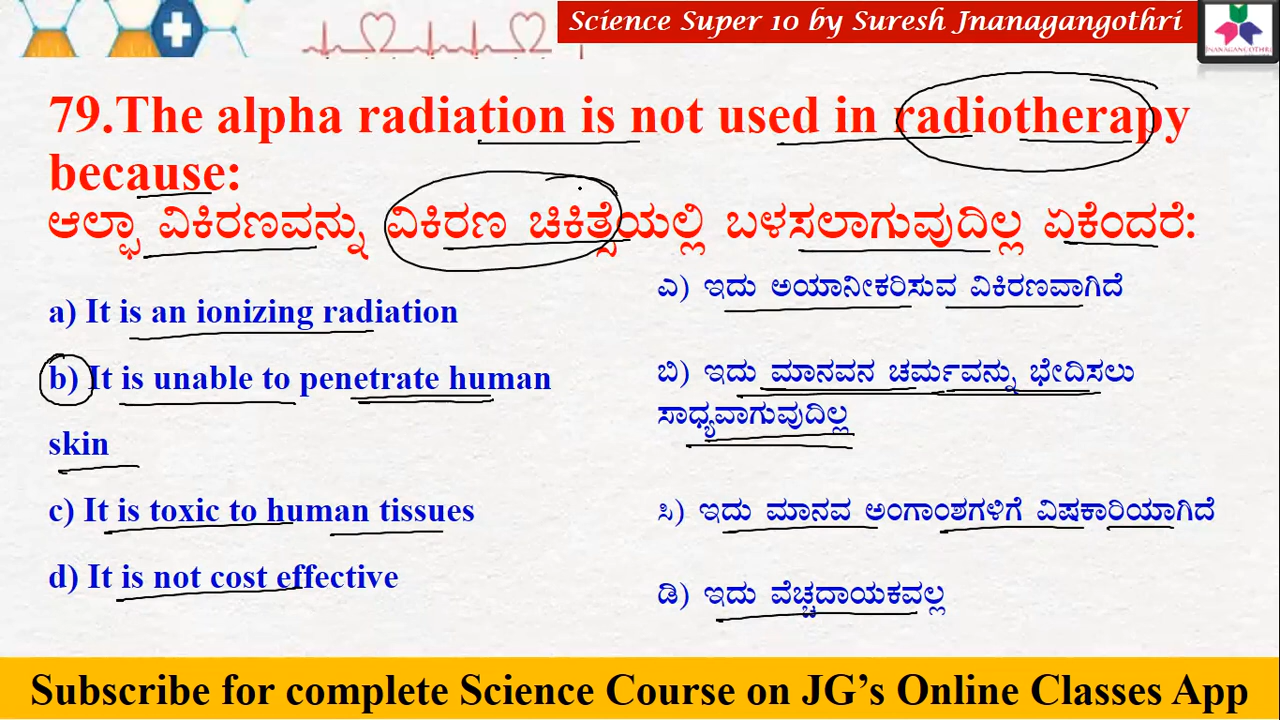 Science Super 10 by Suresh Jnanagangothri
JNANAGANGOTHRI
79.The alpha radiation is not used in radiotherapy
because:
ಆಲ್ಫಾ ವಿಕಿರಣವನ್ನು ವಿಕಿರಣ ಚಿಕಿತ್ಸೆಯಲ್ಲಿ ಬಳಸಲಾಗುವುದಿಲ್ಲ ಏಕೆಂದರೆ:
a) It is an ionizing radiation
b) It is unable to penetrate human
skin
c) It is toxic to human tissues
d) It is not cost effective
ಎ) ಇದು ಅಯಾನೀಕರಿಸುವ ವಿಕಿರಣವಾಗಿದೆ
ಬಿ) ಇದು ಮಾನವನ ಚರ್ಮವನ್ನು ಭೇದಿಸಲು
ಸಾಧ್ಯವಾಗುವುದಿಲ್ಲ
ಸಿ) ಇದು ಮಾನವ ಅಂಗಾಂಶಗಳಿಗೆ ವಿಷಕಾರಿಯಾಗಿದೆ
ಡಿ) ಇದು ವೆಚ್ಚದಾಯಕವಲ್ಲ
Subscribe for complete Science Course on JG's Online Classes App